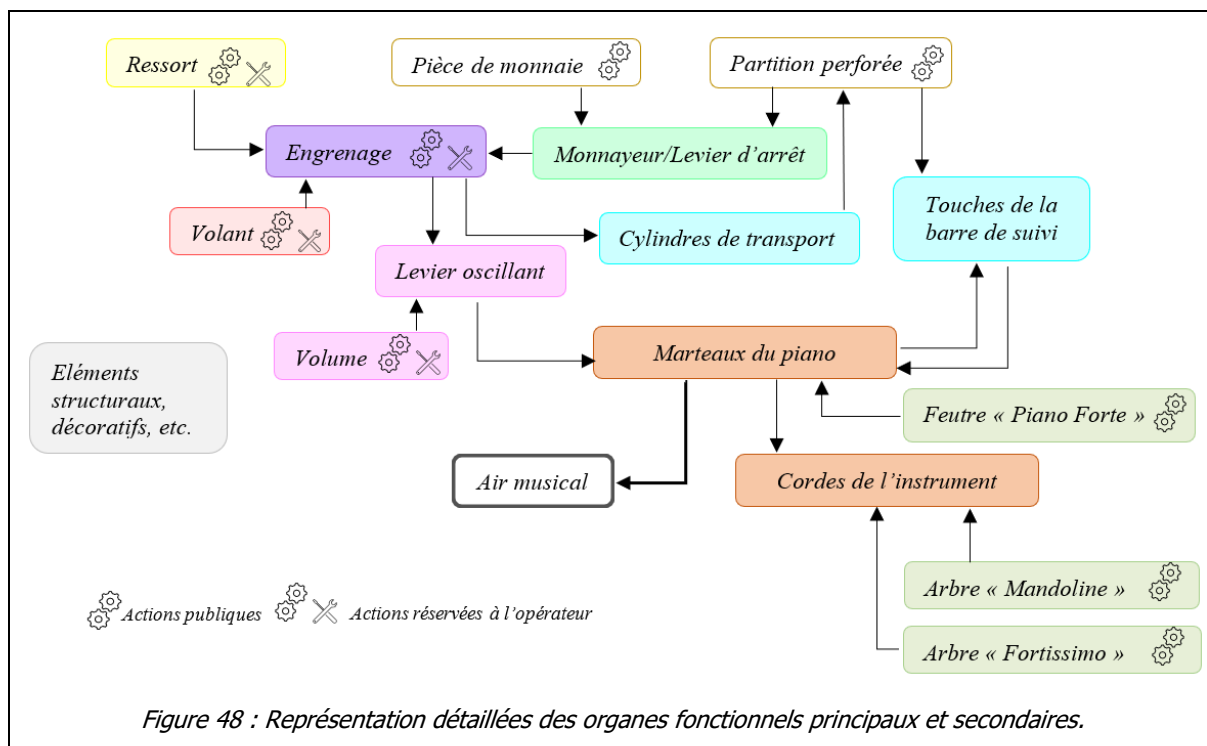 Ressort
Pièce de monnaie
Partition perforée
Engrenage
Monnayeur/Levier d’arrêt
Volant
Cylindres de transport
Touches de la
barre de suivi
Levier oscillant
Volume
Marteaux du piano
Eléments
structuraux,
décoratifs, etc.
Feutre « Piano Forte »
Air musical
Cordes de l’instrument
Arbre « Mandoline »
Actions publiques
Actions réservées à l’opérateur
Arbre « Fortissimo »
Figure 48 : Représentation détaillées des organes fonctionnels principaux et secondaires.